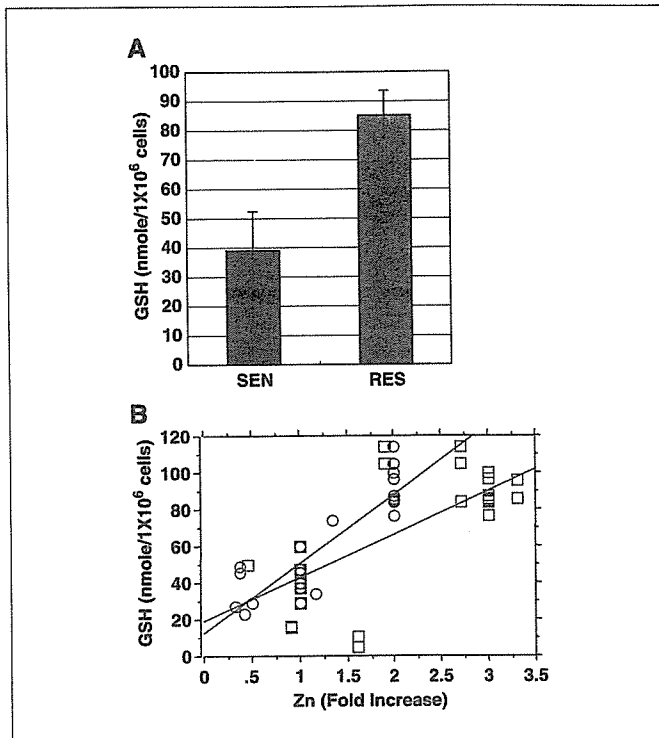 A
GSH (nmole/1X10⁶ cells)
100
90
80
70
60
50
40
30
20
10
0
SEN RES
B
GSH (nmole/1X10⁶ cells)
120
100
80
60
40
20
0
0 .5 1 1.5 2 2.5 3 3.5
Zn (Fold Increase)